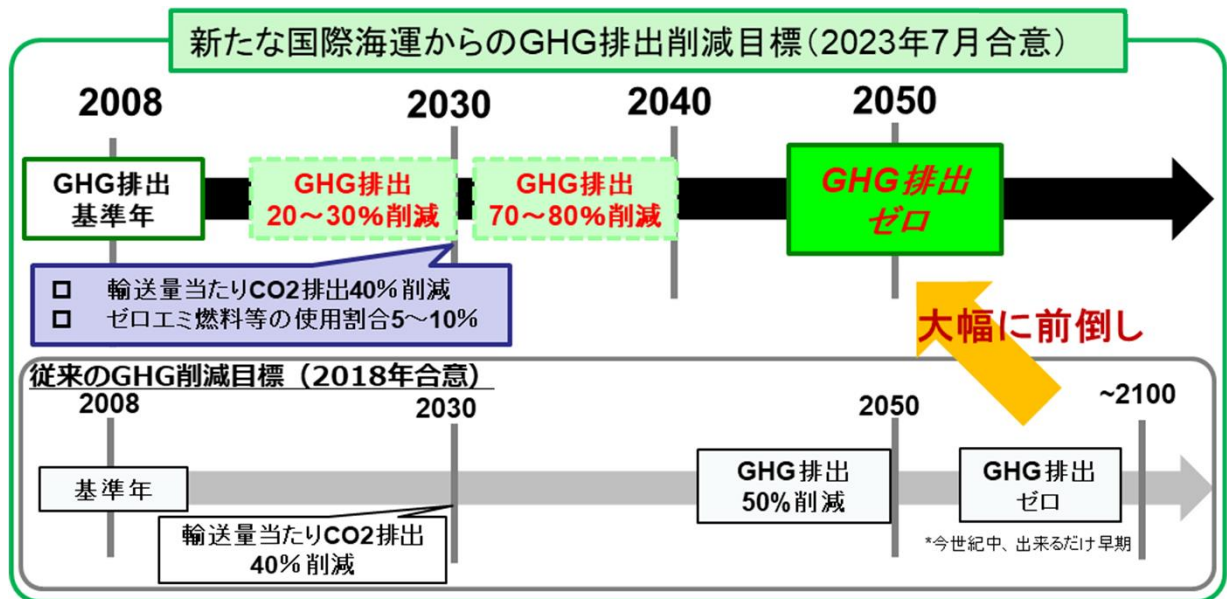 新たな国際海運からのGHG排出削減目標（2023年7月合意）
2008
2030
2040
2050
GHG排出
基準年
GHG排出
20～30%削減
GHG排出
70～80%削減
GHG排出
ゼロ
輸送量当たりCO2排出40%削減
ゼロエミ燃料等の使用割合5～10%
大幅に前倒し
従来のGHG削減目標（2018年合意）
2008
2030
2050
~2100
基準年
輸送量当たりCO2排出
40%削減
GHG排出
50%削減
GHG排出
ゼロ
*今世紀中、出来るだけ早期